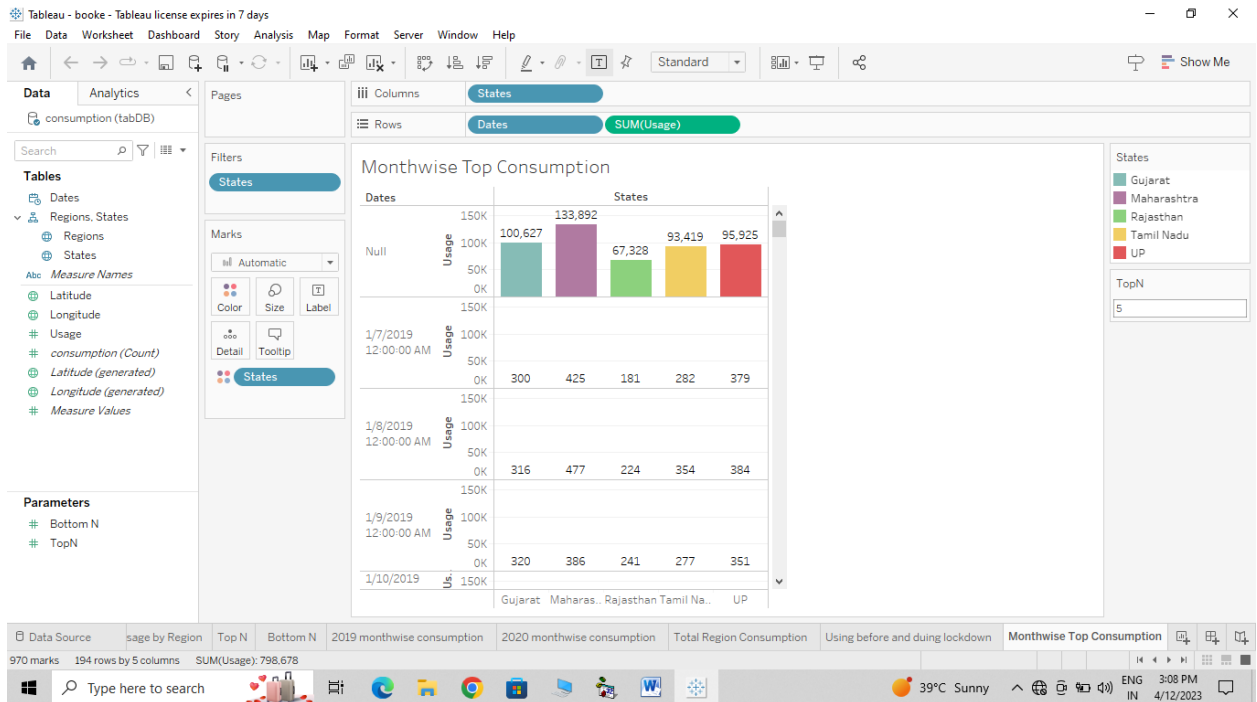 Tableau - booke - Tableau license expires in 7 days
File Data Worksheet Dashboard Story Analysis Map Format Server Window Help
Standard
Show Me
Data Analytics
consumption (tabDB)
Search
Tables
Dates
Regions, States
Regions
States
Abc Measure Names
Latitude
Longitude
# Usage
# consumption (Count)
Latitude (generated)
Longitude (generated)
# Measure Values
Parameters
# Bottom N
# TopN
Pages
Filters
States
Marks
Automatic
Color Size Label
Detail Tooltip
States
iii Columns States
Rows Dates SUM(Usage)
Monthwise Top Consumption
Dates States
Null
Usage
150K
100K
50K
0K
100,627 133,892 67,328 93,419 95,925
1/7/2019
12:00:00 AM
Usage
150K
100K
50K
0K
300 425 181 282 379
1/8/2019
12:00:00 AM
Usage
150K
100K
50K
0K
316 477 224 354 384
1/9/2019
12:00:00 AM
Usage
150K
100K
50K
0K
320 386 241 277 351
1/10/2019
Us..
150K
Gujarat Maharas.. Rajasthan Tamil Na.. UP
States
Gujarat
Maharashtra
Rajasthan
Tamil Nadu
UP
TopN
5
Data Source sage by Region Top N Bottom N 2019 monthwise consumption 2020 monthwise consumption Total Region Consumption Using before and duing lockdown Monthwise Top Consumption
970 marks 194 rows by 5 columns SUM(Usage): 798,678
Type here to search
39°C Sunny
ENG
IN
3:08 PM
4/12/2023